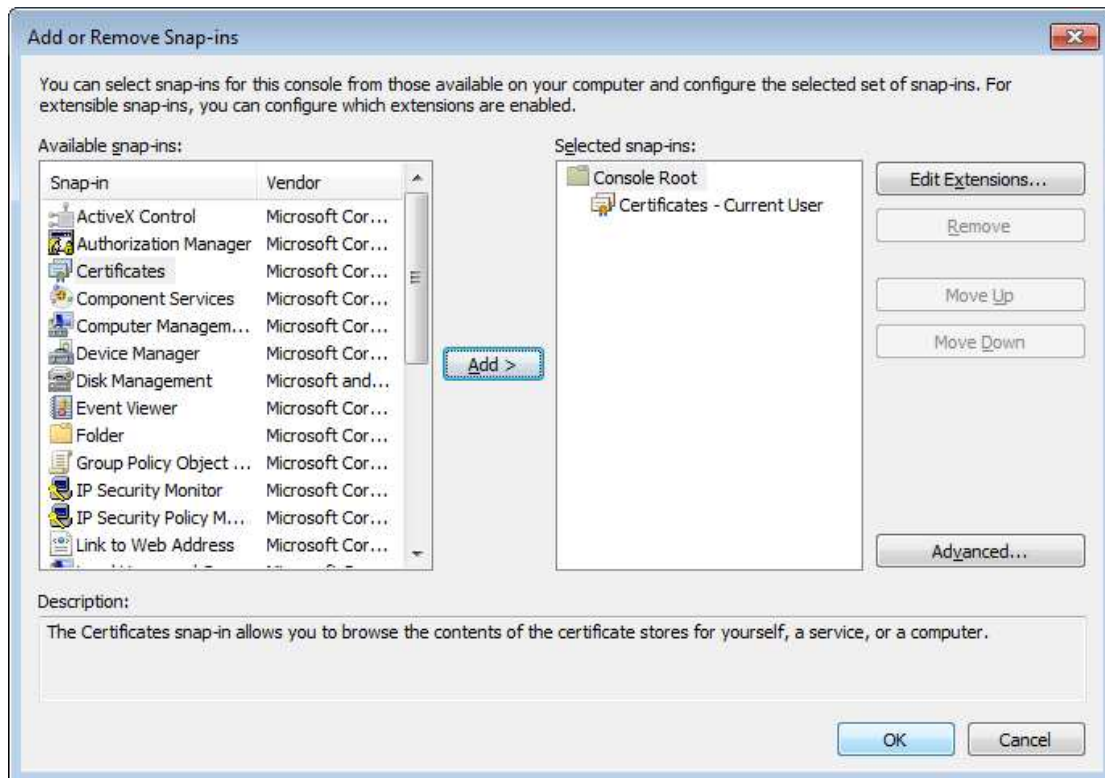 Add or Remove Snap-ins
You can select snap-ins for this console from those available on your computer and configure the selected set of snap-ins. For
extensible snap-ins, you can configure which extensions are enabled.
Available snap-ins:
Snap-in Vendor
ActiveX Control Microsoft Cor...
Authorization Manager Microsoft Cor...
Certificates Microsoft Cor...
Component Services Microsoft Cor...
Computer Managem... Microsoft Cor...
Device Manager Microsoft Cor...
Disk Management Microsoft and...
Event Viewer Microsoft Cor...
Folder Microsoft Cor...
Group Policy Object ... Microsoft Cor...
IP Security Monitor Microsoft Cor...
IP Security Policy M... Microsoft Cor...
Link to Web Address Microsoft Cor...
Add >
Selected snap-ins:
Console Root
Certificates - Current User
Edit Extensions...
Remove
Move Up
Move Down
Advanced...
Description:
The Certificates snap-in allows you to browse the contents of the certificate stores for yourself, a service, or a computer.
OK
Cancel